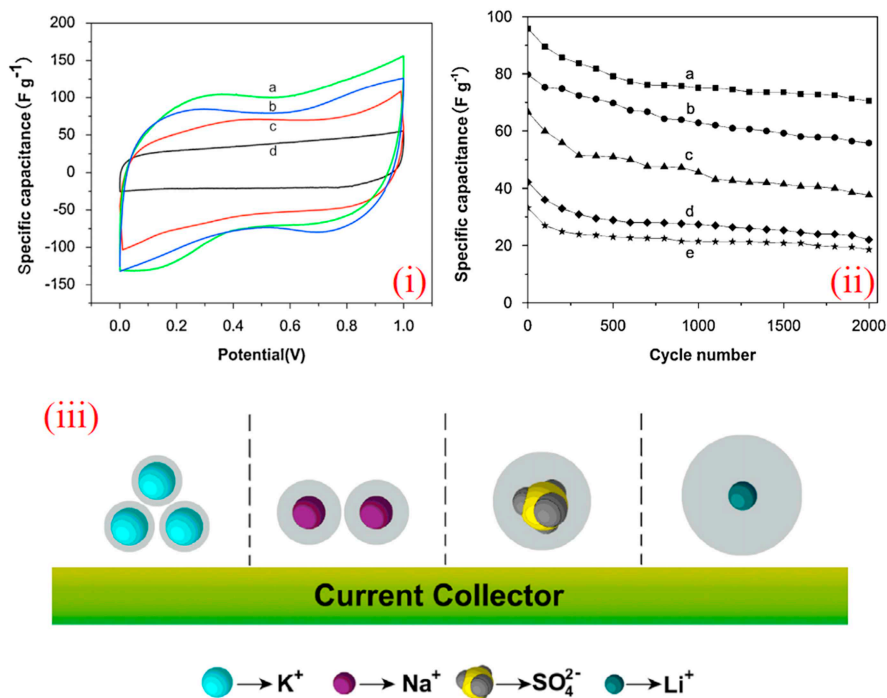 Specific capacitance (F g⁻¹)
200
150
100
50
0
-50
-100
-150
a
b
c
d
(i)
0.0 0.2 0.4 0.6 0.8 1.0
Potential(V)
Specific capacitance (F g⁻¹)
100
80
60
40
20
0
a
b
c
d
e
(ii)
0 500 1000 1500 2000
Cycle number
(iii)
Current Collector
→K⁺ →Na⁺ →SO₄²⁻ →Li⁺